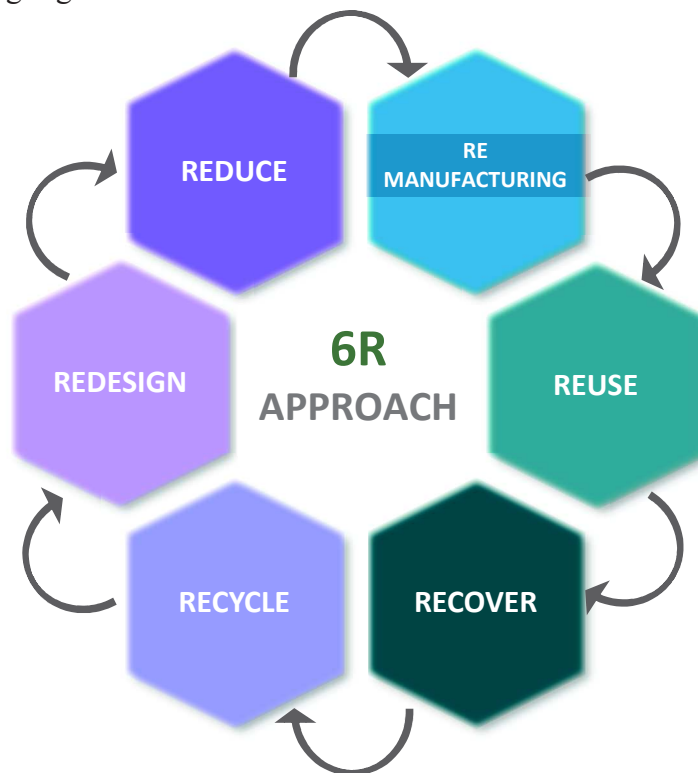 REDUCE
RE
MANUFACTURING
REDESIGN
6R
APPROACH
REUSE
RECYCLE
RECOVER